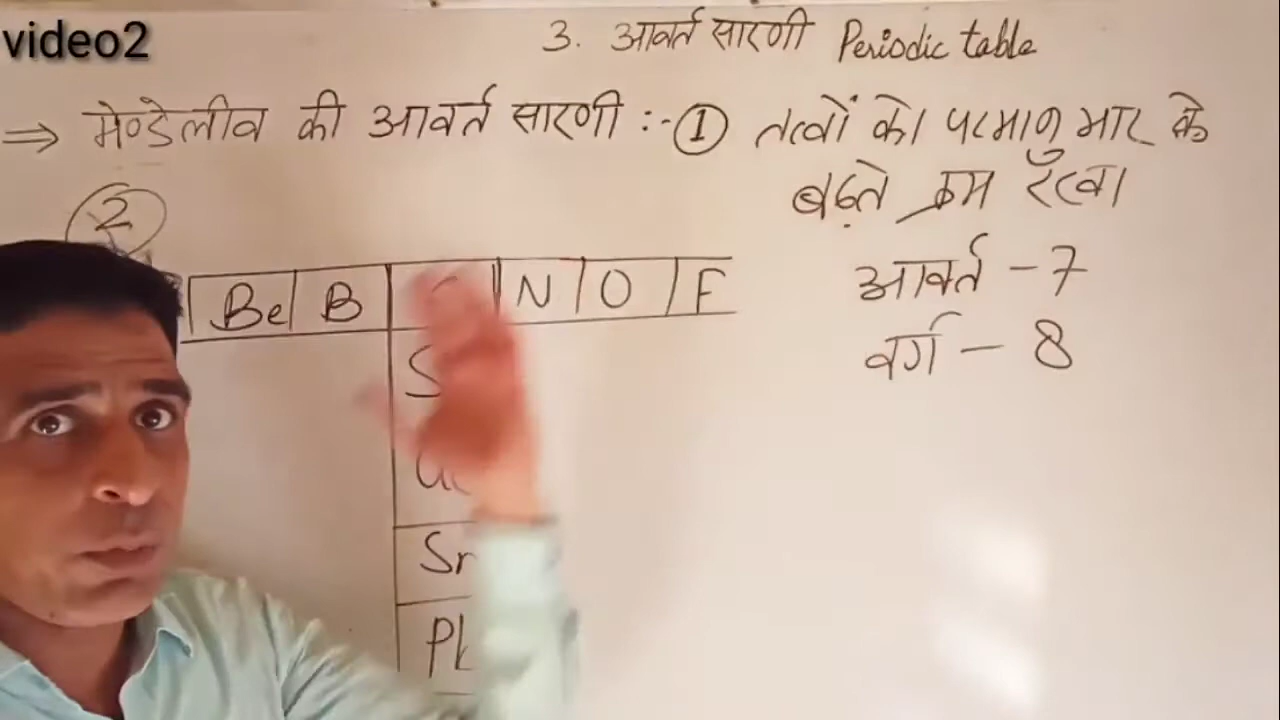 video2
3. आवर्त सारणी Periodic table
⇒ मेण्डेलीव की आवर्त सारणी :- ① तत्वों को परमाणु भार के
बढ़ते क्रम रँखा
आवर्त - 7
वर्ग - 8
②
Be B N O F
S
Sn